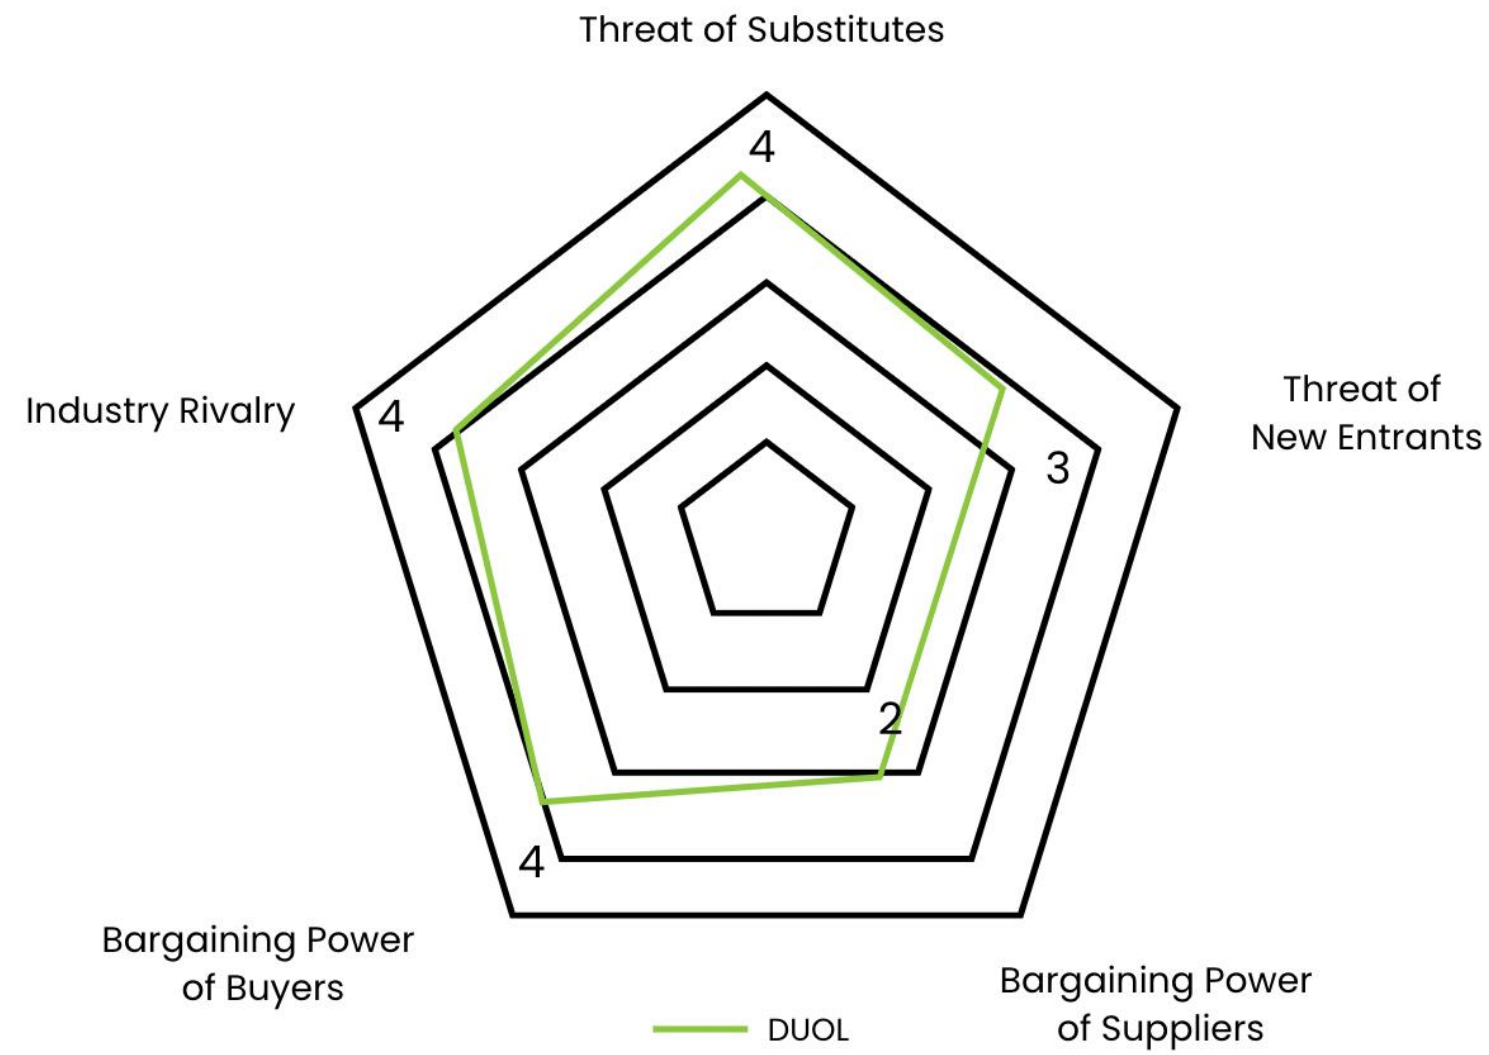 Threat of Substitutes
4
Industry Rivalry
4
Threat of
New Entrants
3
2
4
Bargaining Power
of Buyers
Bargaining Power
of Suppliers
DUOL